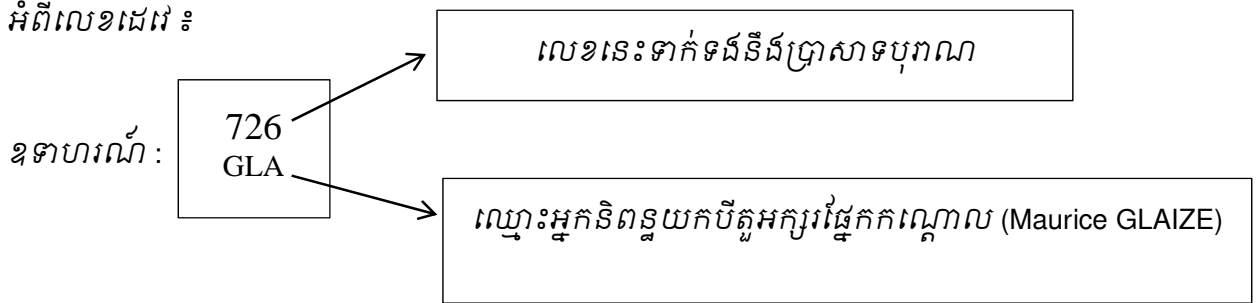 អំពីលេខដេវេ ៖
លេខនេះទាក់ទងនឹងប្រាសាទបុរាណ
ឧទាហរណ៍ :
726
GLA
ឈ្មោះអ្នកនិពន្ឋយកបីតួអក្សរផ្នែកកណ្តោល (Maurice GLAIZE)